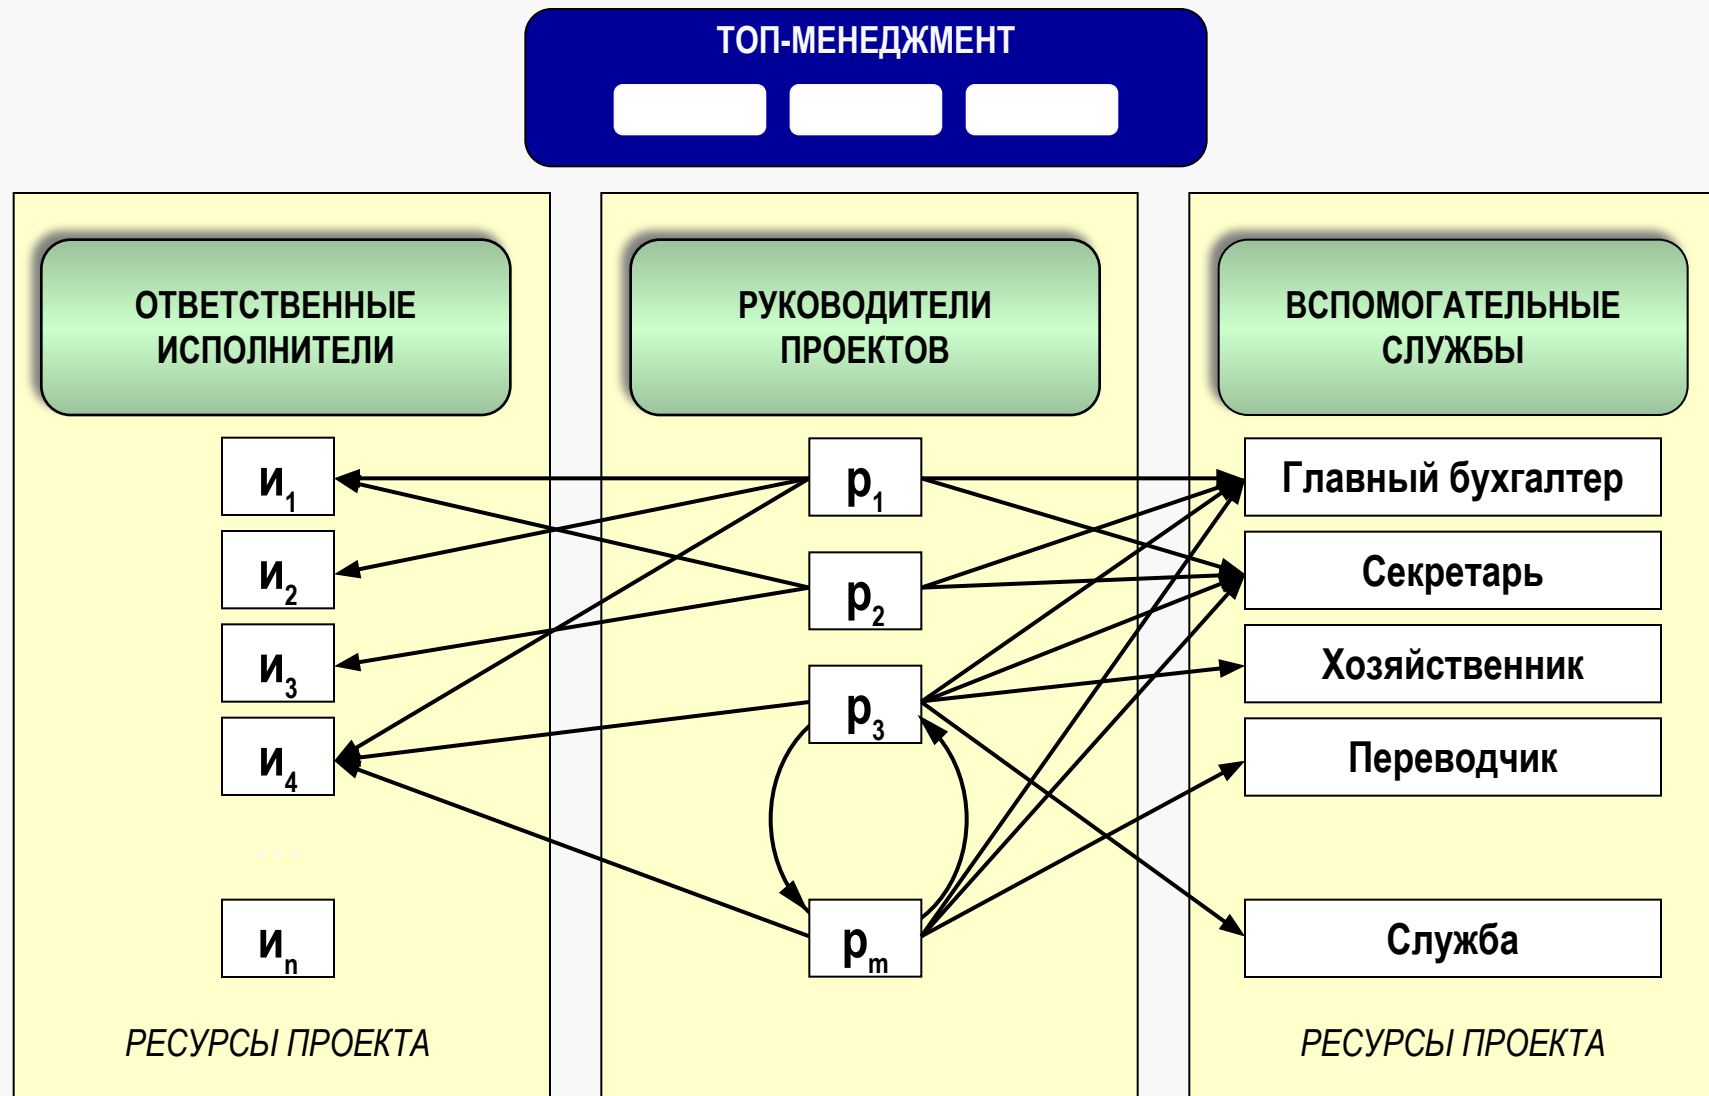 ТОП-МЕНЕДЖМЕНТ
ОТВЕТСТВЕННЫЕ
ИСПОЛНИТЕЛИ
и₁
и₂
и₃
и₄
...
иₙ
РЕСУРСЫ ПРОЕКТА
РУКОВОДИТЕЛИ
ПРОЕКТОВ
р₁
р₂
р₃
рₘ
ВСПОМОГАТЕЛЬНЫЕ
СЛУЖБЫ
Главный бухгалтер
Секретарь
Хозяйственник
Переводчик
Служба
РЕСУРСЫ ПРОЕКТА